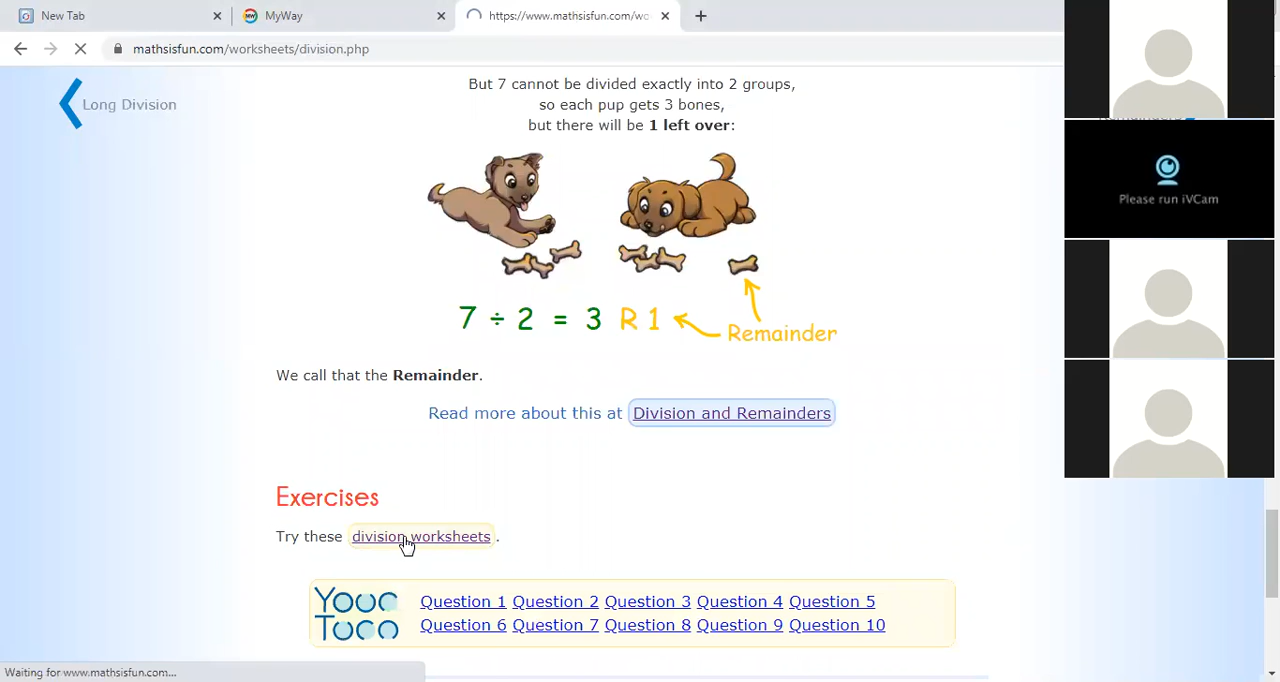 New Tab
MyWay
https://www.mathsisfun.com/wo
mathsisfun.com/worksheets/division.php
Long Division
But 7 cannot be divided exactly into 2 groups,
so each pup gets 3 bones,
but there will be 1 left over:
7 ÷ 2 = 3 R 1
Remainder
We call that the Remainder.
Read more about this at Division and Remainders
Exercises
Try these division worksheets .
Question 1 Question 2 Question 3 Question 4 Question 5
Question 6 Question 7 Question 8 Question 9 Question 10
Waiting for www.mathsisfun.com...
Please run iVCam